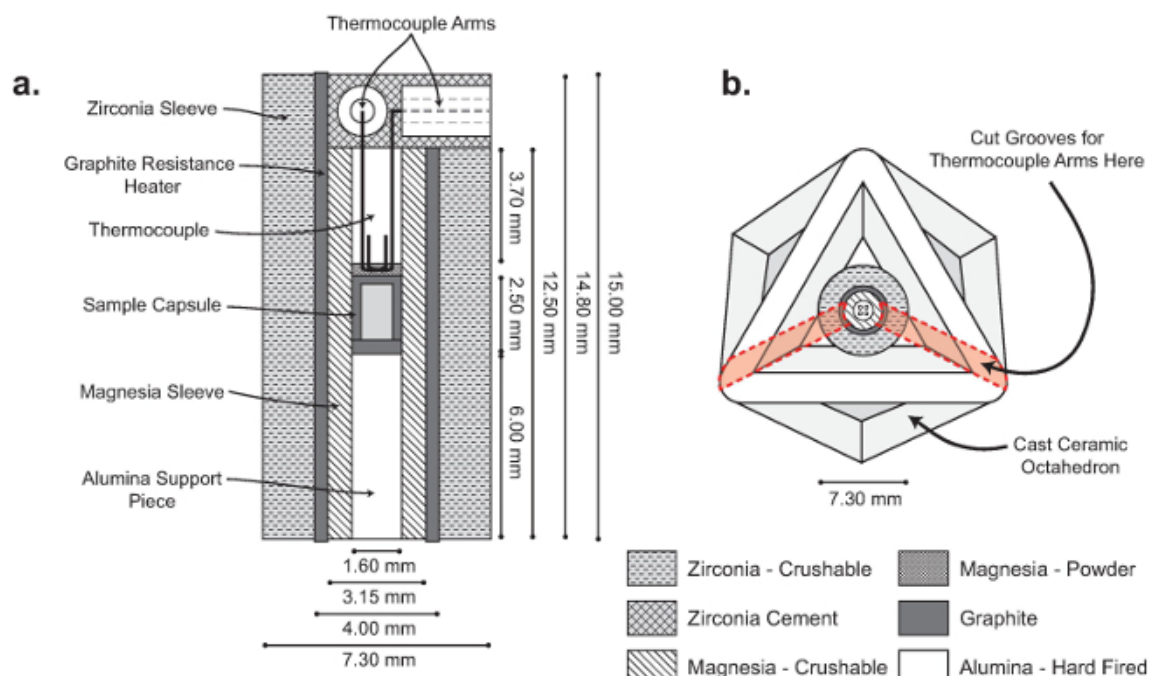 Thermocouple Arms
a.
Zirconia Sleeve
Graphite Resistance
Heater
Thermocouple
Sample Capsule
Magnesia Sleeve
Alumina Support
Piece
3.70 mm
2.50 mm
6.00 mm
12.50 mm
14.80 mm
15.00 mm
1.60 mm
3.15 mm
4.00 mm
7.30 mm
b.
Cut Grooves for
Thermocouple Arms Here
Cast Ceramic
Octahedron
7.30 mm
Zirconia - Crushable
Magnesia - Powder
Zirconia Cement
Graphite
Magnesia - Crushable
Alumina - Hard Fired